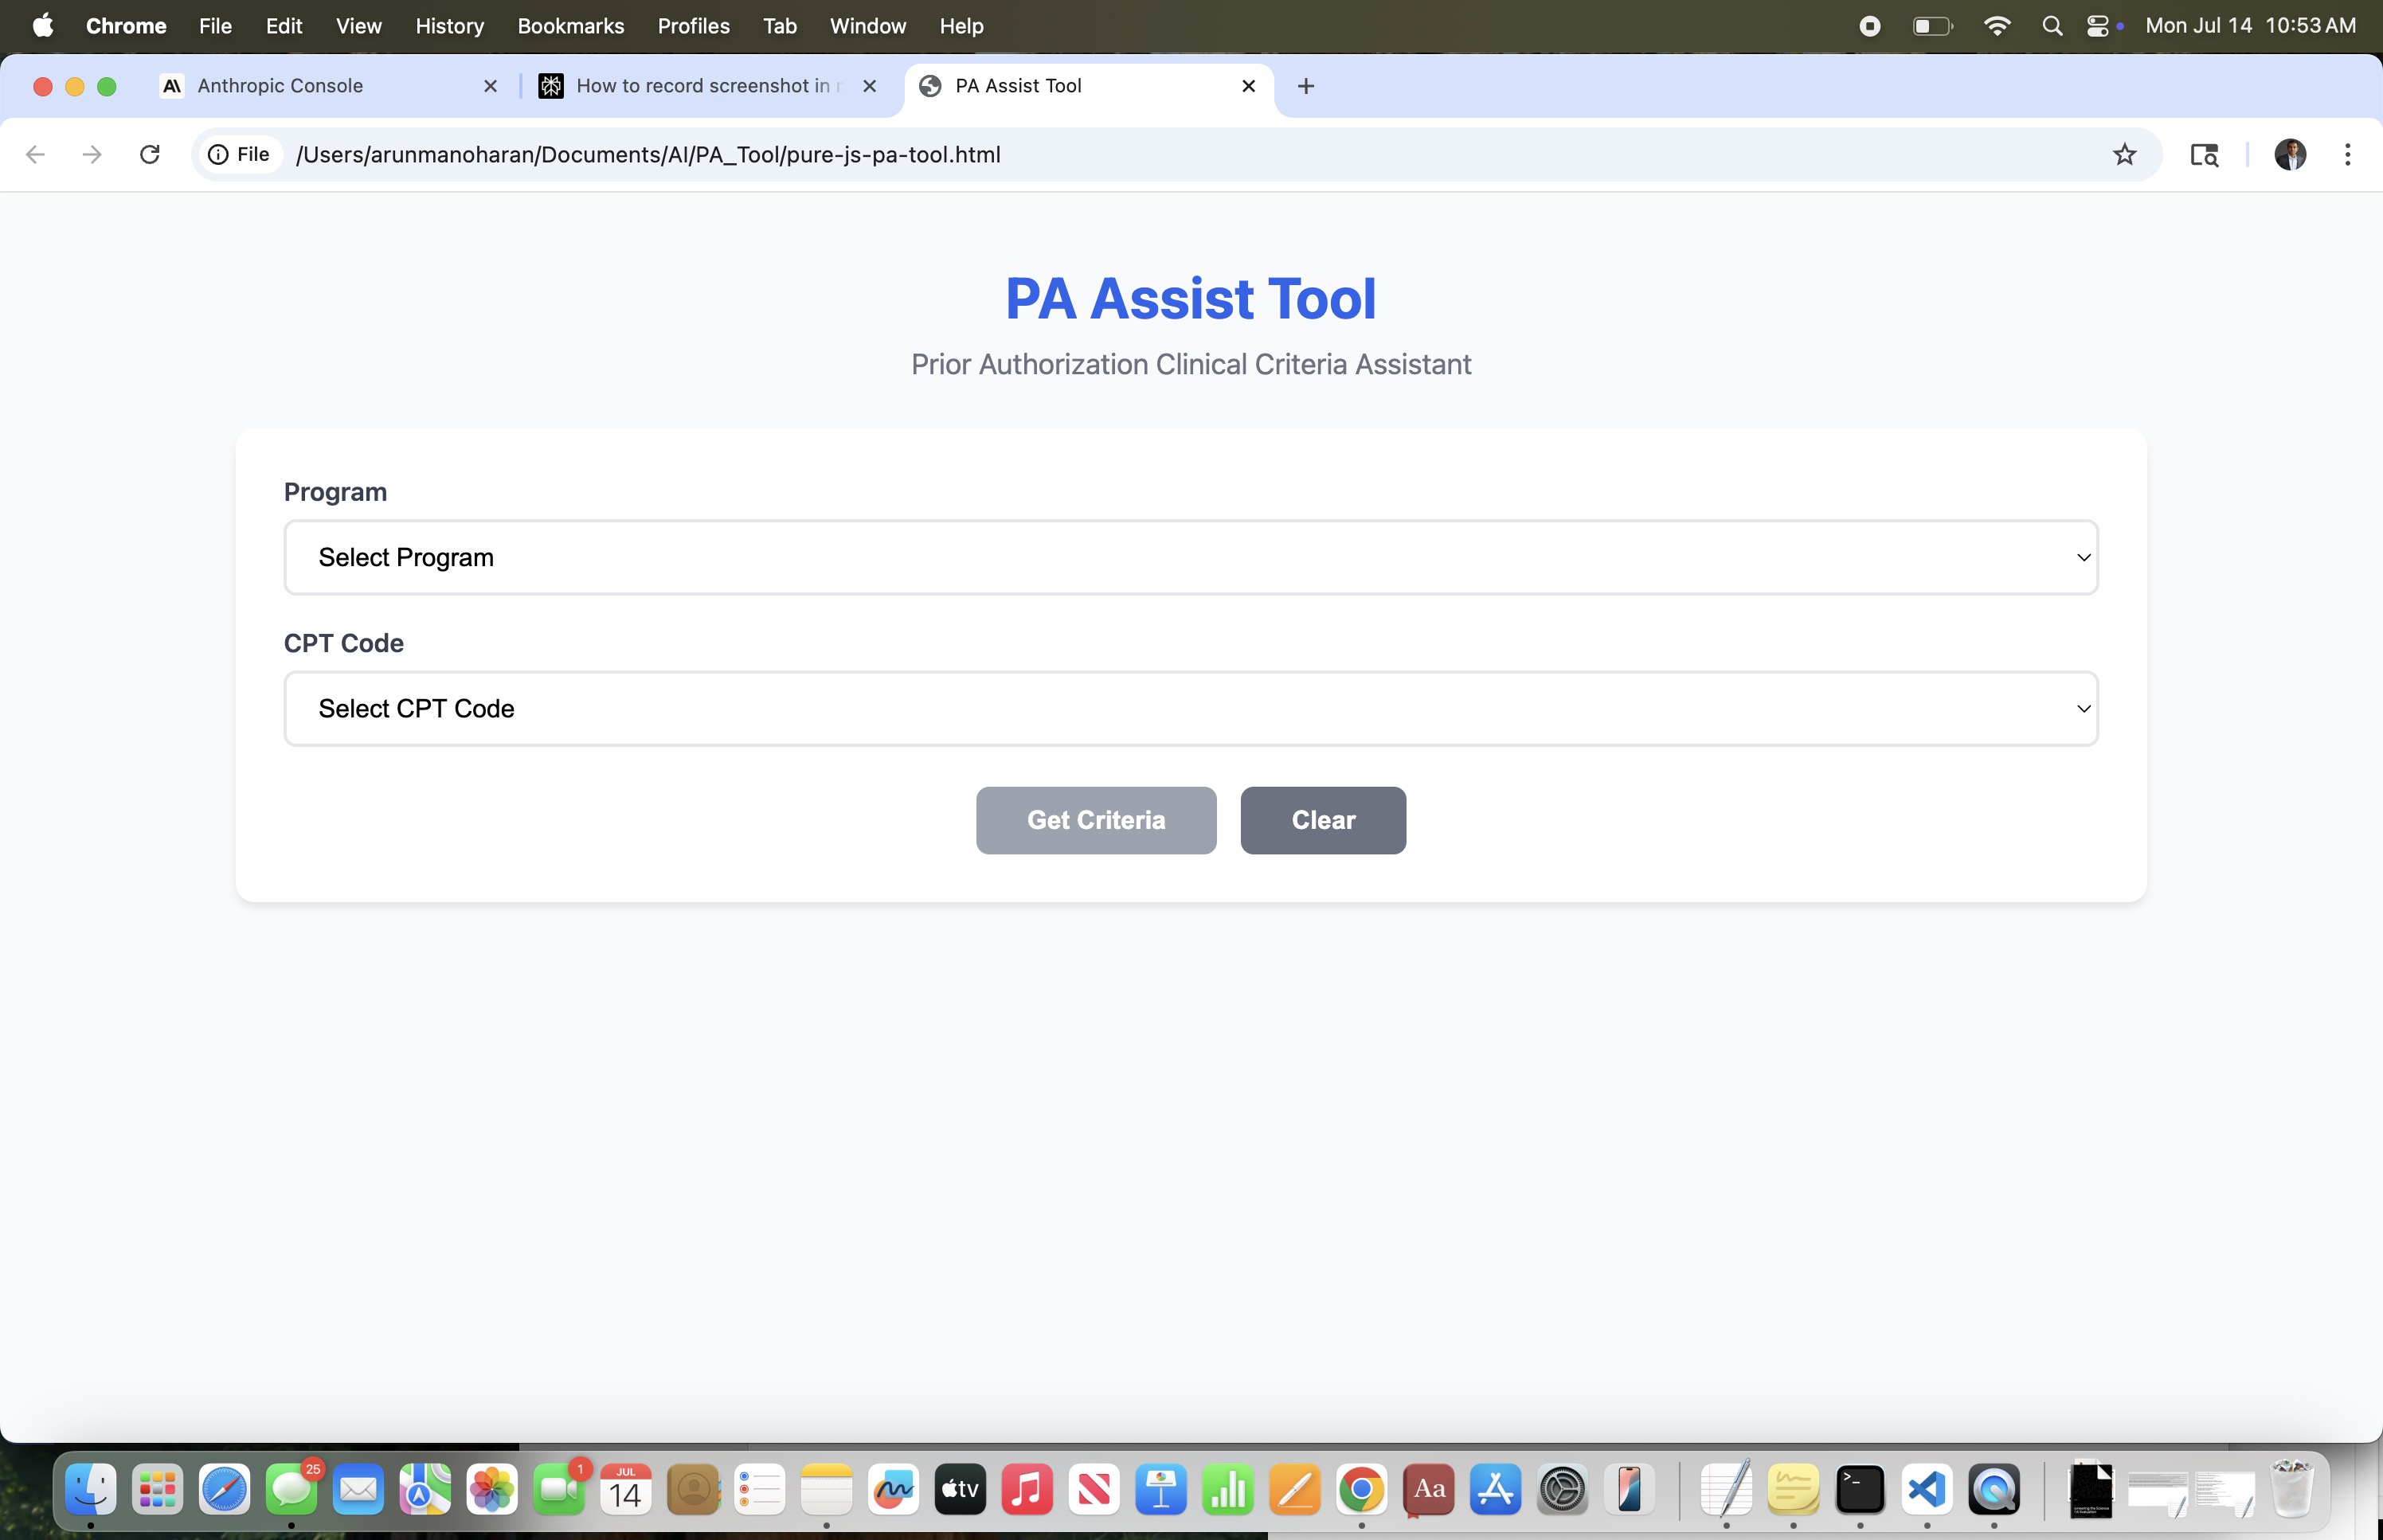 Chrome File Edit View History Bookmarks Profiles Tab Window Help Mon Jul 14 10:53 AM
Anthropic Console How to record screenshot in PA Assist Tool
File /Users/arunmanoharan/Documents/AI/PA_Tool/pure-js-pa-tool.html
PA Assist Tool
Prior Authorization Clinical Criteria Assistant
Program
Select Program
CPT Code
Select CPT Code
Get Criteria Clear
25 1 JUL
14 tv Aa